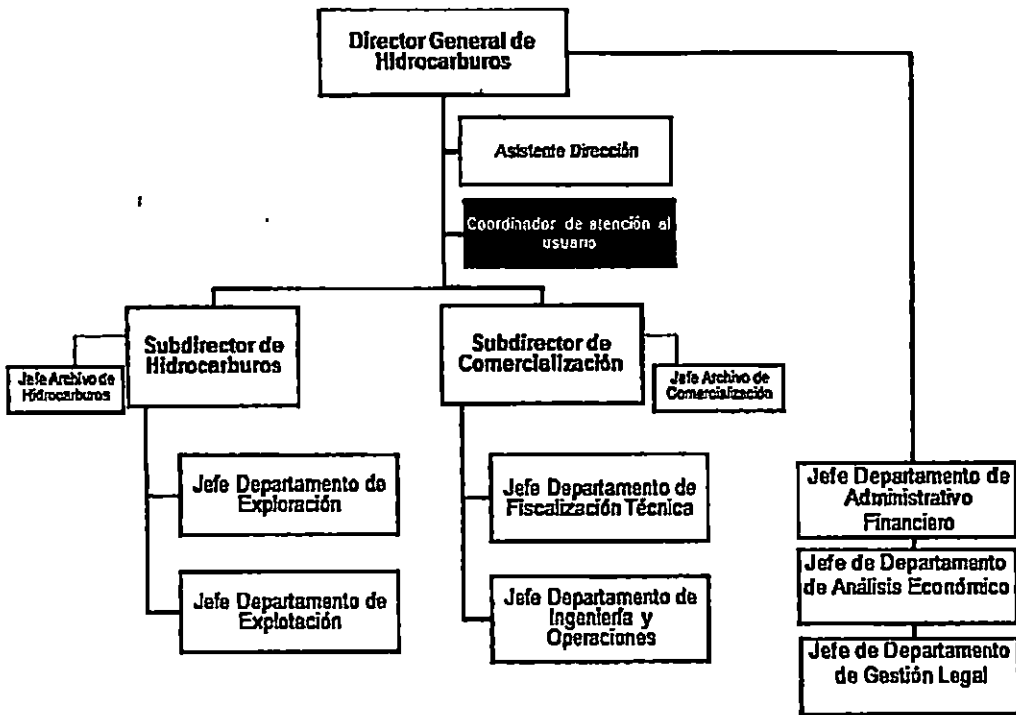 Director General de
Hidrocarburos
Asistente Dirección
Coordinador de atención al
usuario
Subdirector de
Hidrocarburos
Jefe Archivo de
Hidrocarburos
Subdirector de
Comercialización
Jefe Archivo de
Comercialización
Jefe Departamento de
Exploración
Jefe Departamento de
Explotación
Jefe Departamento de
Fiscalización Técnica
Jefe Departamento de
Ingeniería y
Operaciones
Jefe Departamento de
Administrativo
Financiero
Jefe de Departamento
de Análisis Económico
Jefe de Departamento
de Gestión Legal